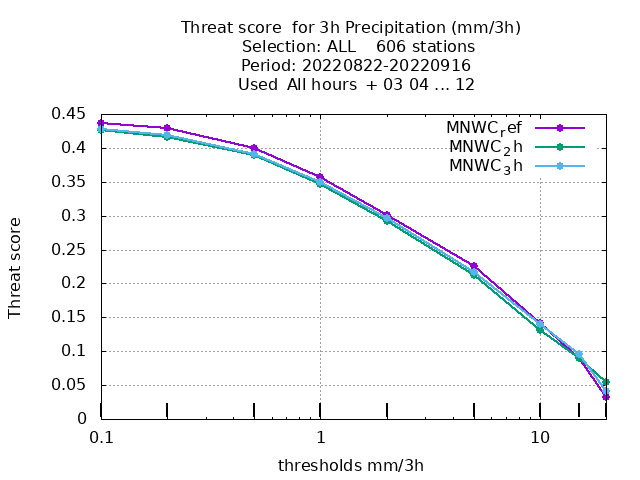 Threat score  for 3h Precipitation (mm/3h)
Selection: ALL    606 stations
Period: 20220822-20220916
Used  All hours  + 03 04 ... 12
MNWC_ref
MNWC_2h
MNWC_3h
0.45
0.4
0.35
0.3
0.25
0.2
0.15
0.1
0.05
0
Threat score
0.1 1 10
thresholds mm/3h